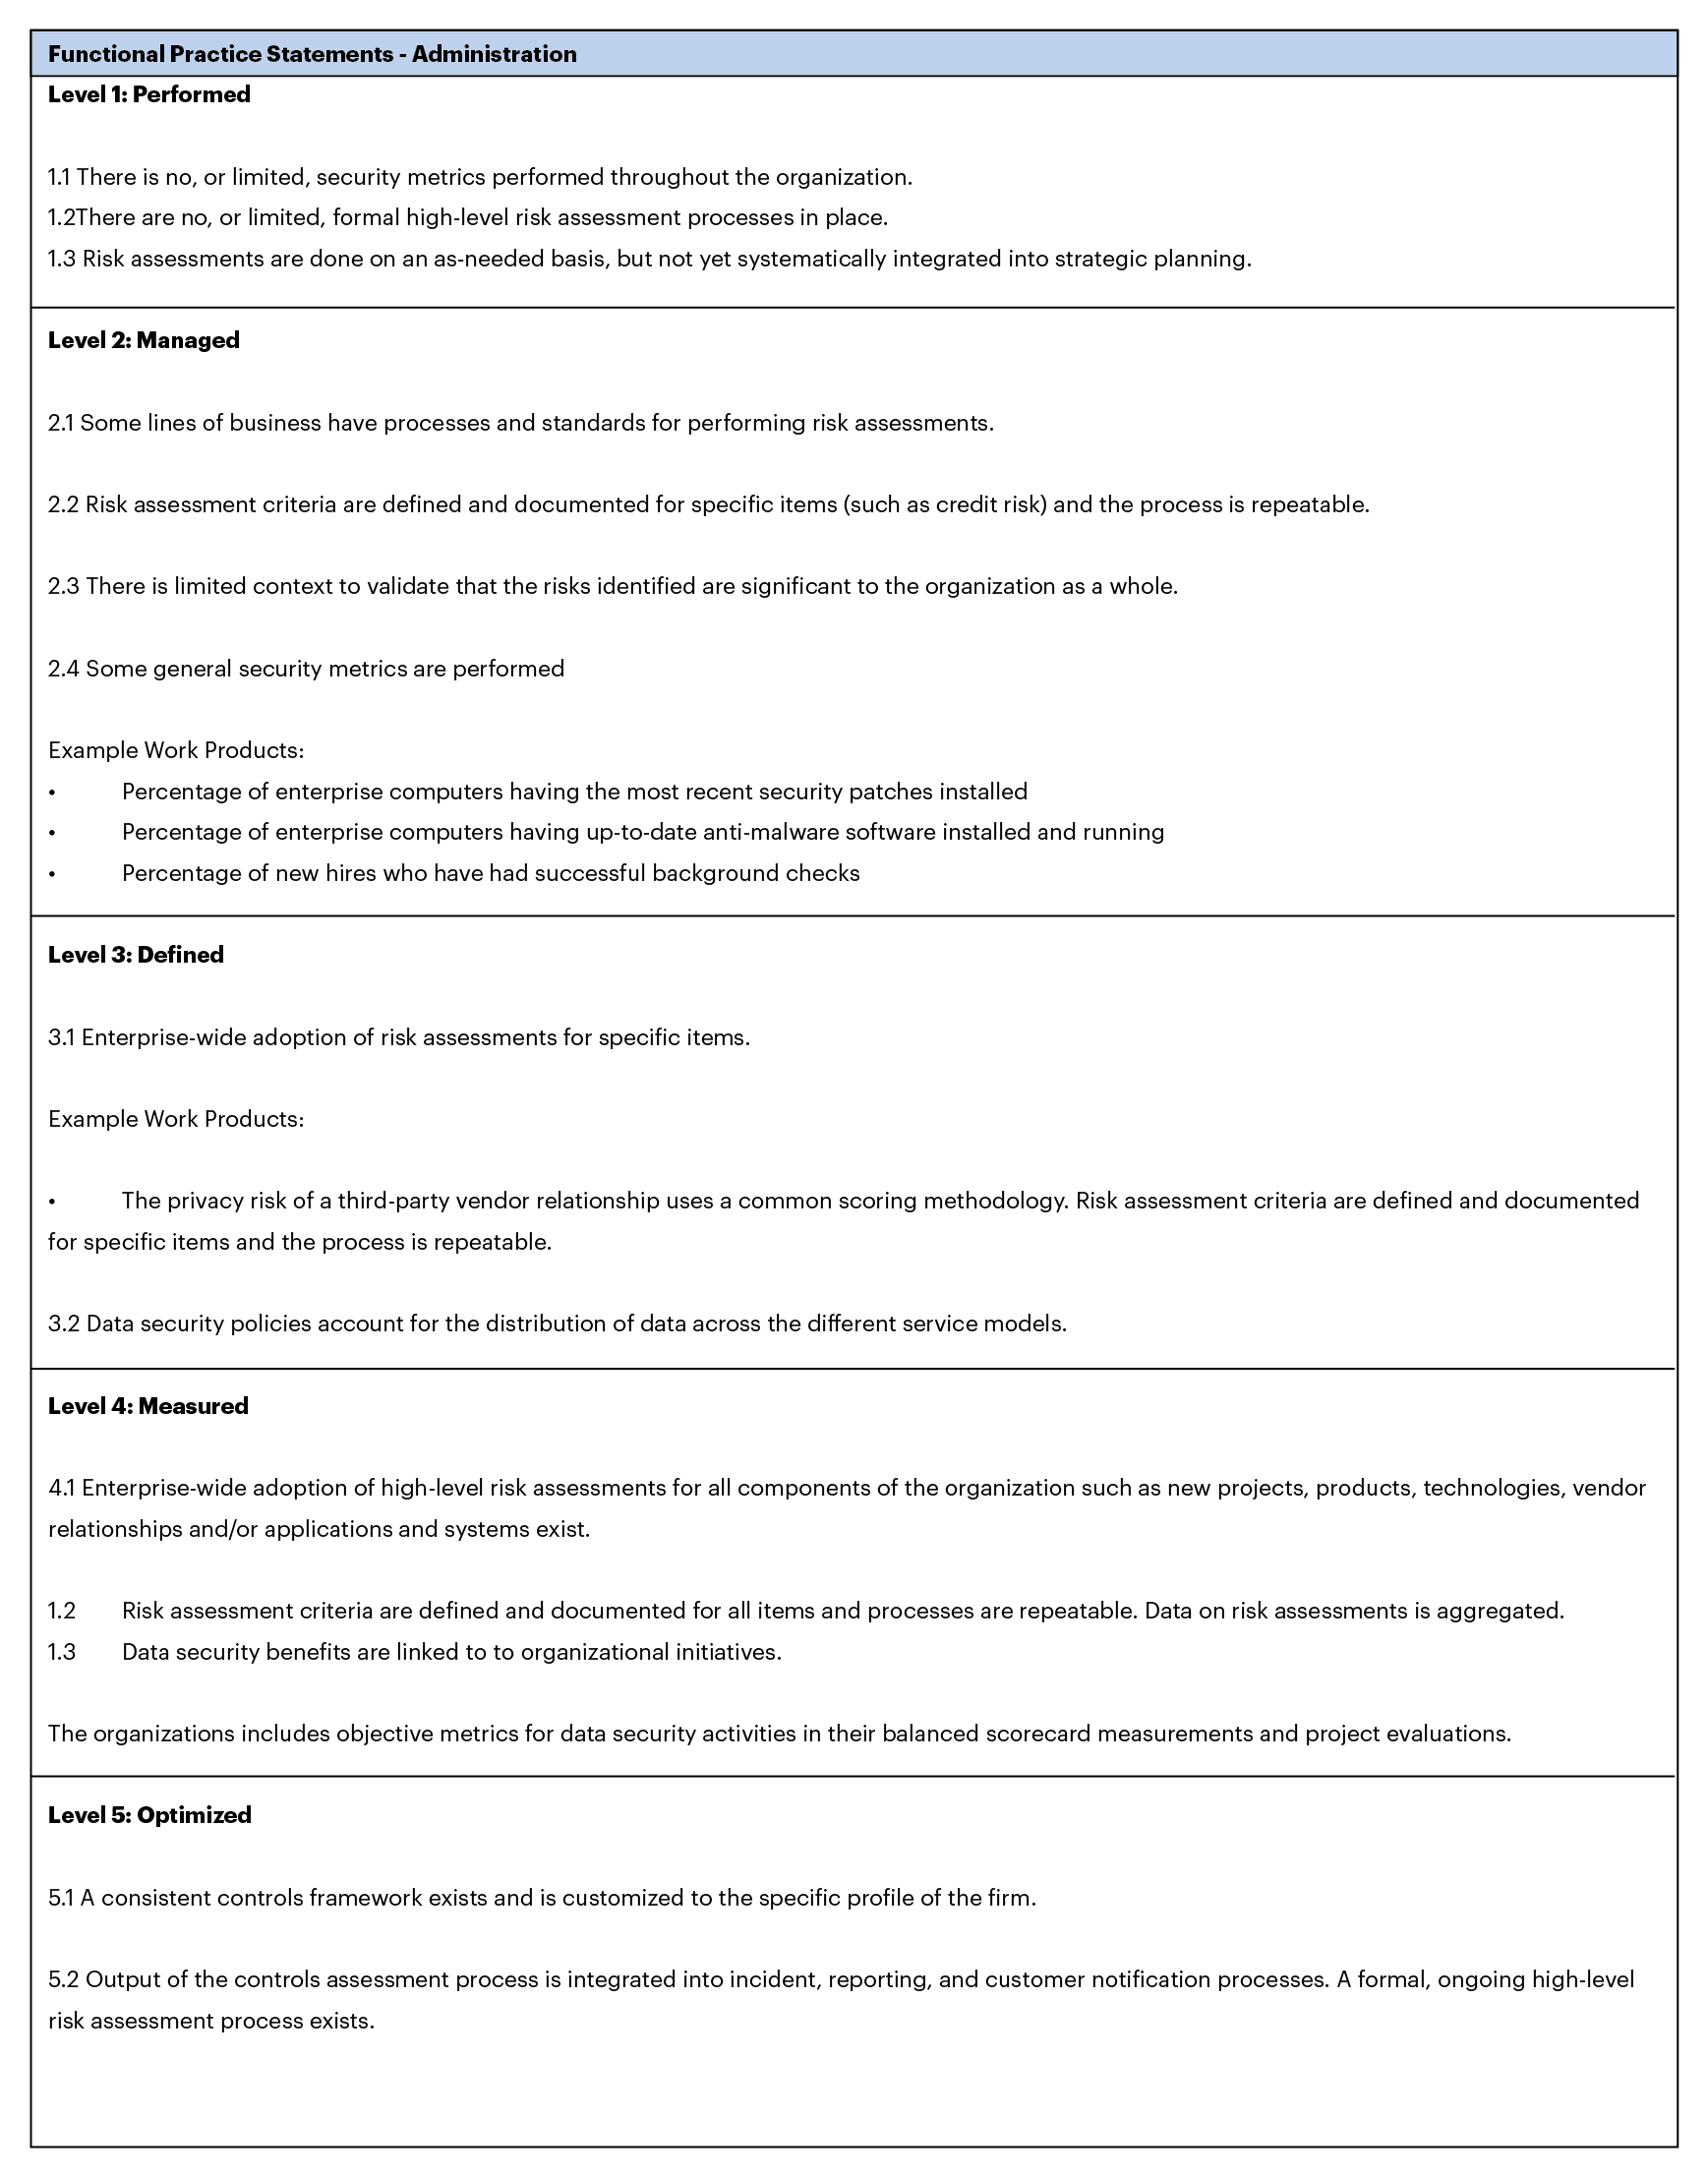 Functional Practice Statements - Administration
Level 1: Performed
1.1 There is no, or limited, security metrics performed throughout the organization.
1.2There are no, or limited, formal high-level risk assessment processes in place.
1.3 Risk assessments are done on an as-needed basis, but not yet systematically integrated into strategic planning.
Level 2: Managed
2.1 Some lines of business have processes and standards for performing risk assessments.
2.2 Risk assessment criteria are defined and documented for specific items (such as credit risk) and the process is repeatable.
2.3 There is limited context to validate that the risks identified are significant to the organization as a whole.
2.4 Some general security metrics are performed
Example Work Products:
• Percentage of enterprise computers having the most recent security patches installed
• Percentage of enterprise computers having up-to-date anti-malware software installed and running
• Percentage of new hires who have had successful background checks
Level 3: Defined
3.1 Enterprise-wide adoption of risk assessments for specific items.
Example Work Products:
• The privacy risk of a third-party vendor relationship uses a common scoring methodology. Risk assessment criteria are defined and documented
for specific items and the process is repeatable.
3.2 Data security policies account for the distribution of data across the different service models.
Level 4: Measured
4.1 Enterprise-wide adoption of high-level risk assessments for all components of the organization such as new projects, products, technologies, vendor
relationships and/or applications and systems exist.
1.2 Risk assessment criteria are defined and documented for all items and processes are repeatable. Data on risk assessments is aggregated.
1.3 Data security benefits are linked to to organizational initiatives.
The organizations includes objective metrics for data security activities in their balanced scorecard measurements and project evaluations.
Level 5: Optimized
5.1 A consistent controls framework exists and is customized to the specific profile of the firm.
5.2 Output of the controls assessment process is integrated into incident, reporting, and customer notification processes. A formal, ongoing high-level
risk assessment process exists.